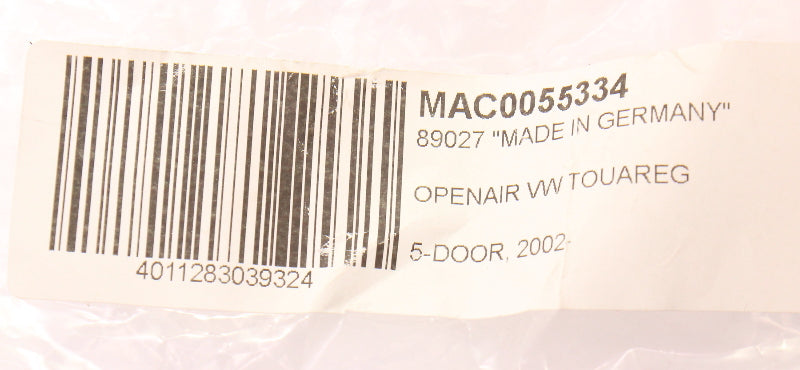 MAC0055334
89027 "MADE IN GERMANY"
OPENAIR VW TOUAREG
5-DOOR, 2002-
4011283039324